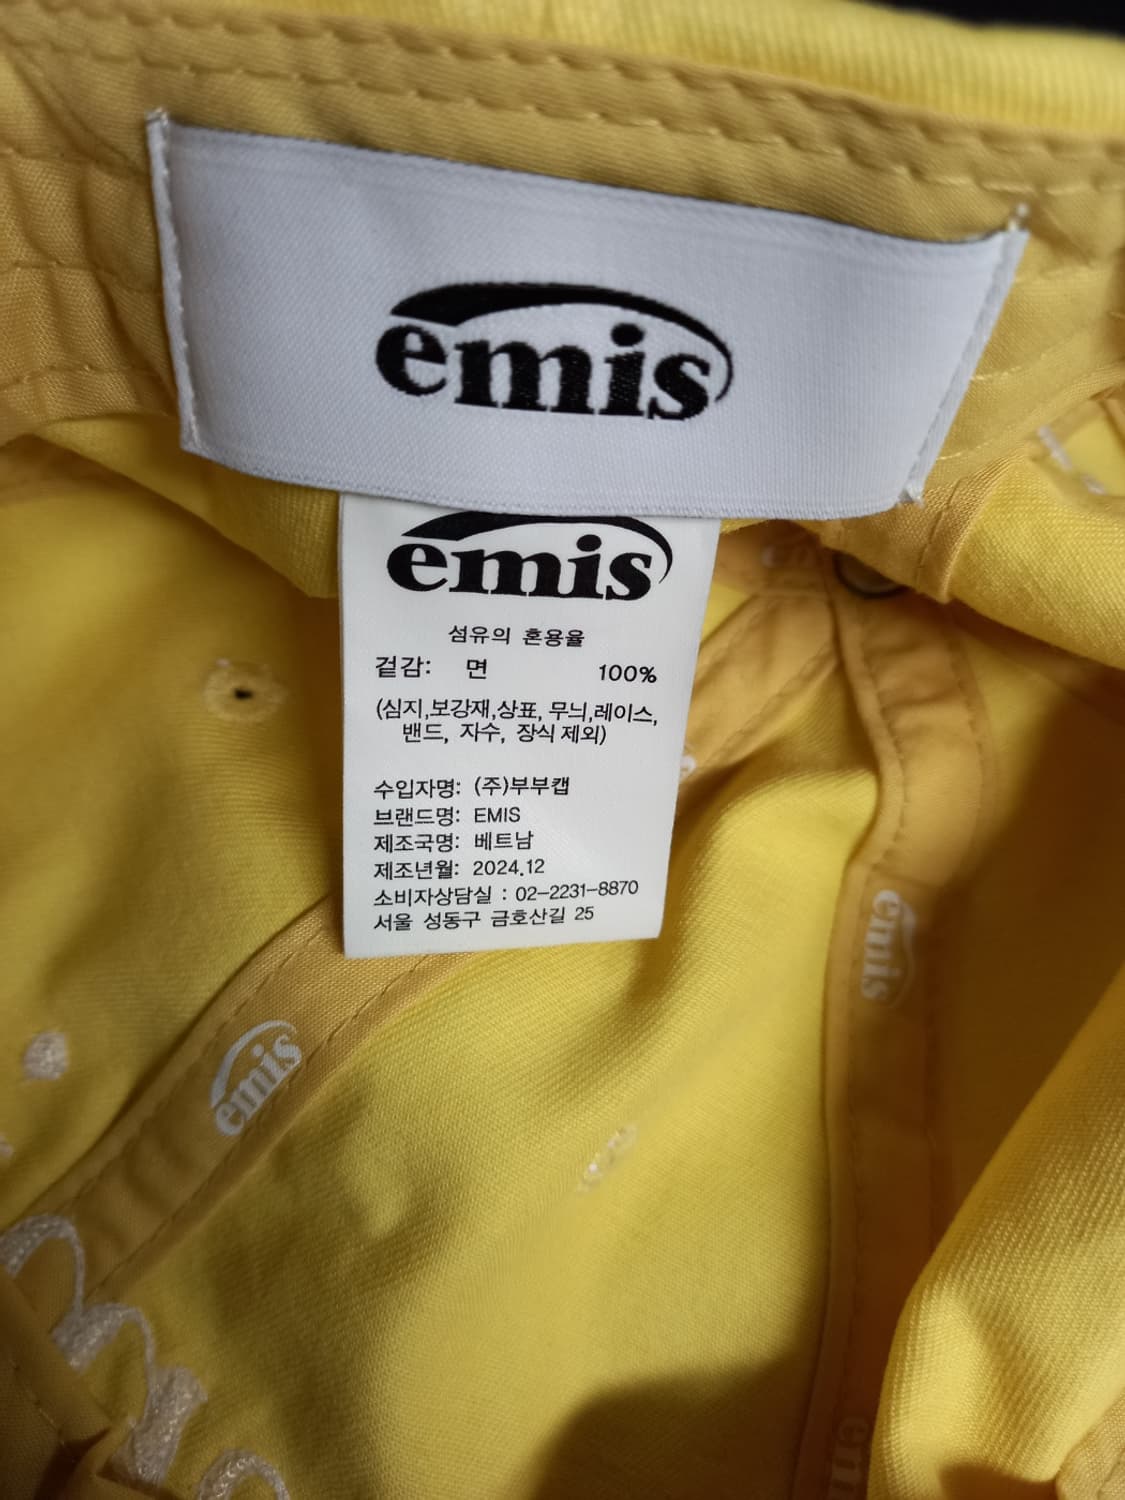 emis
emis
섬유의 혼용율
겉감: 면 100%
(심지,보강재,상표, 무늬,레이스,
밴드, 자수, 장식 제외)
수입자명: (주)부부캡
브랜드명: EMIS
제조국명: 베트남
제조년월: 2024.12
소비자상담실 : 02-2231-8870
서울 성동구 금호산길 25
emis
emis
em